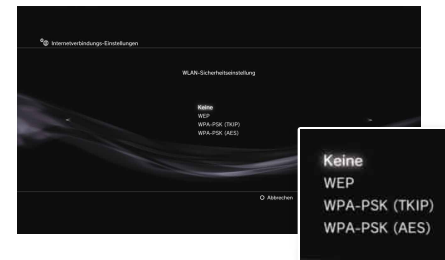 Internetverbindungs-Einstellungen
WLAN-Sicherheitseinstellung
Keine
WEP
WPA-PSK (TKIP)
WPA-PSK (AES)
Abbrechen
Keine
WEP
WPA-PSK (TKIP)
WPA-PSK (AES)